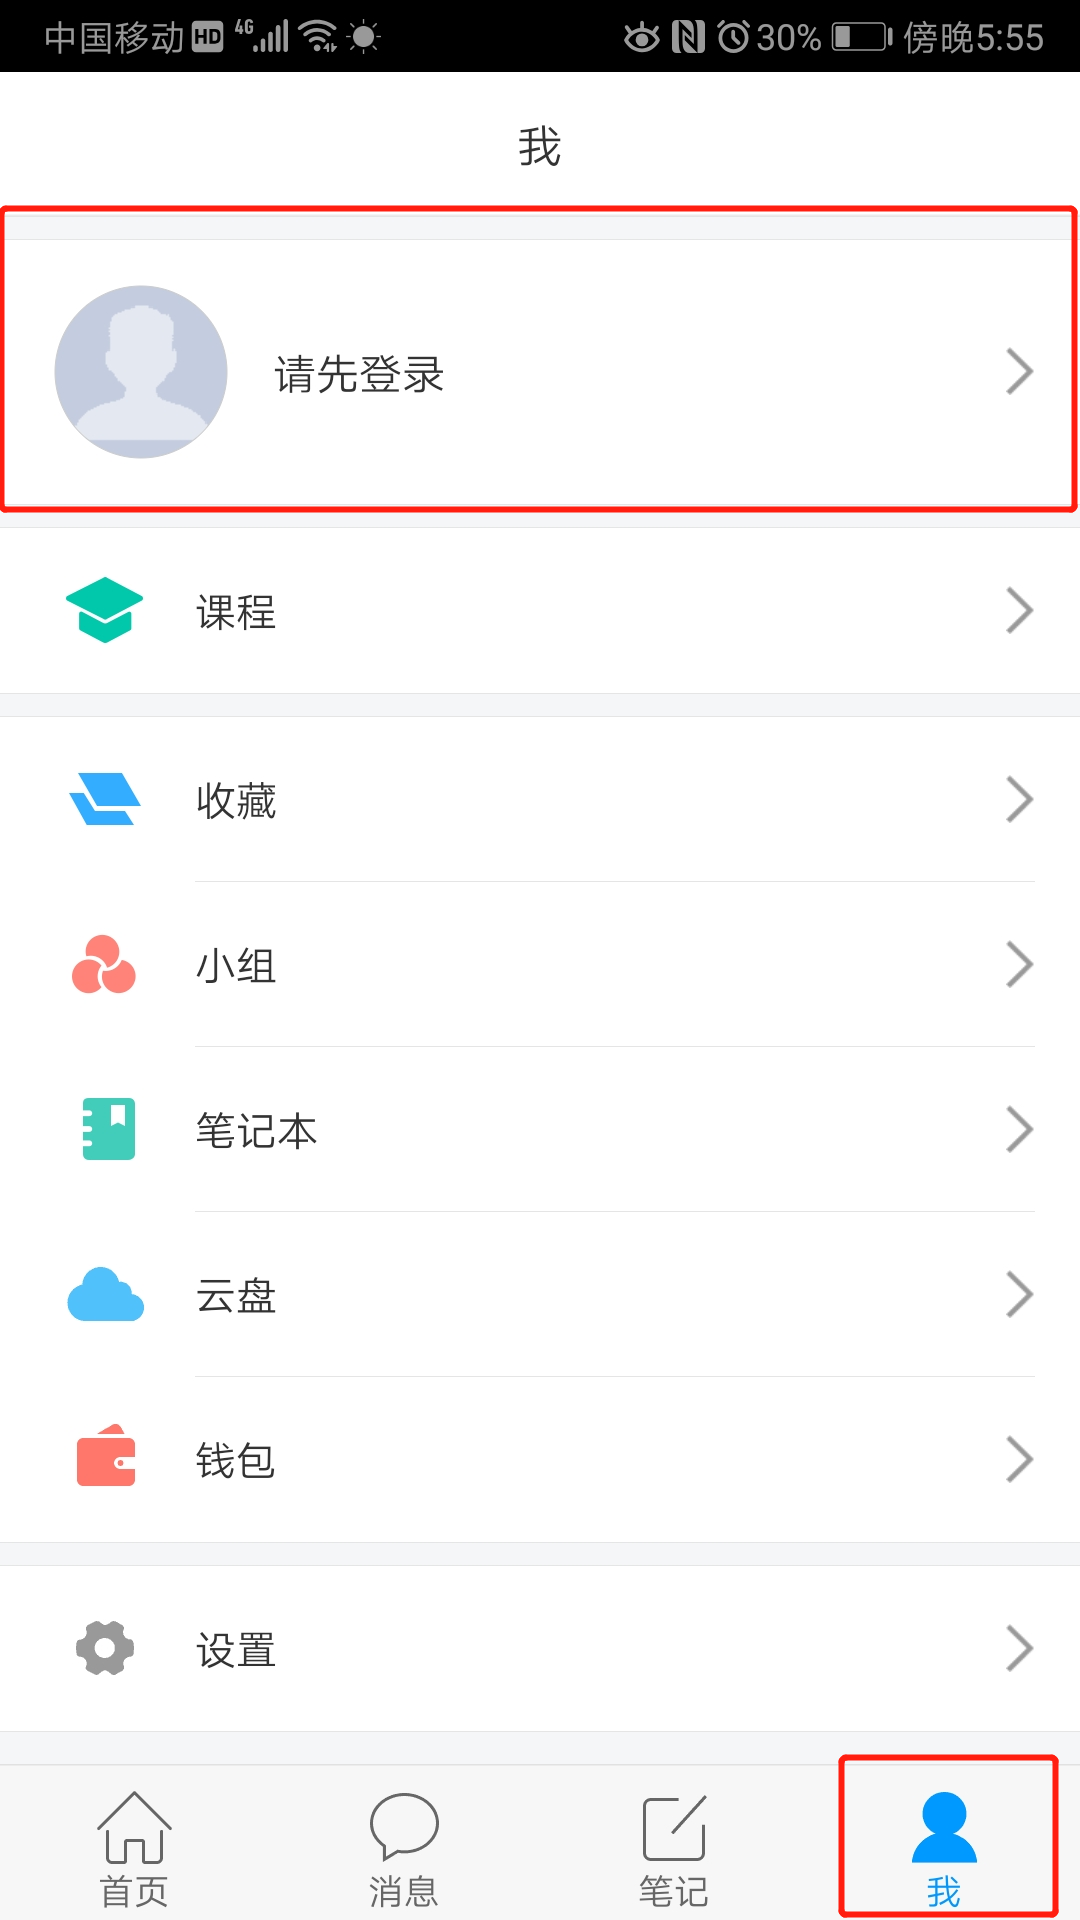 中国移动 HD 4G 30% 傍晚5:55
我
请先登录
课程
收藏
小组
笔记本
云盘
钱包
设置
首页 消息 笔记 我